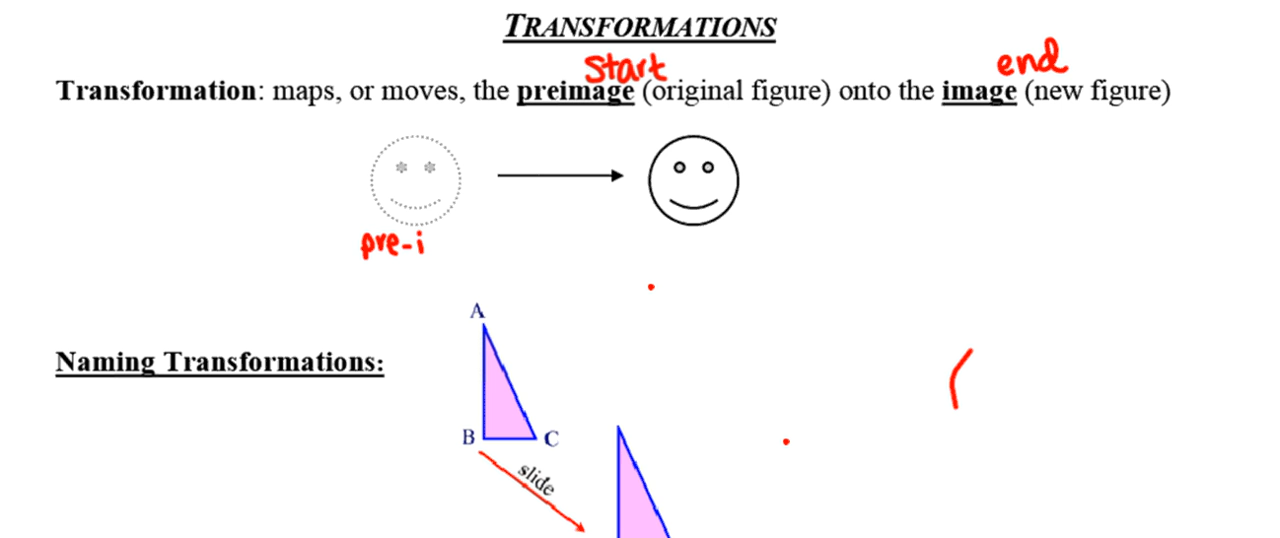 TRANSFORMATIONS
start end
Transformation: maps, or moves, the preimage (original figure) onto the image (new figure)
pre-i
A
Naming Transformations:
B C
slide